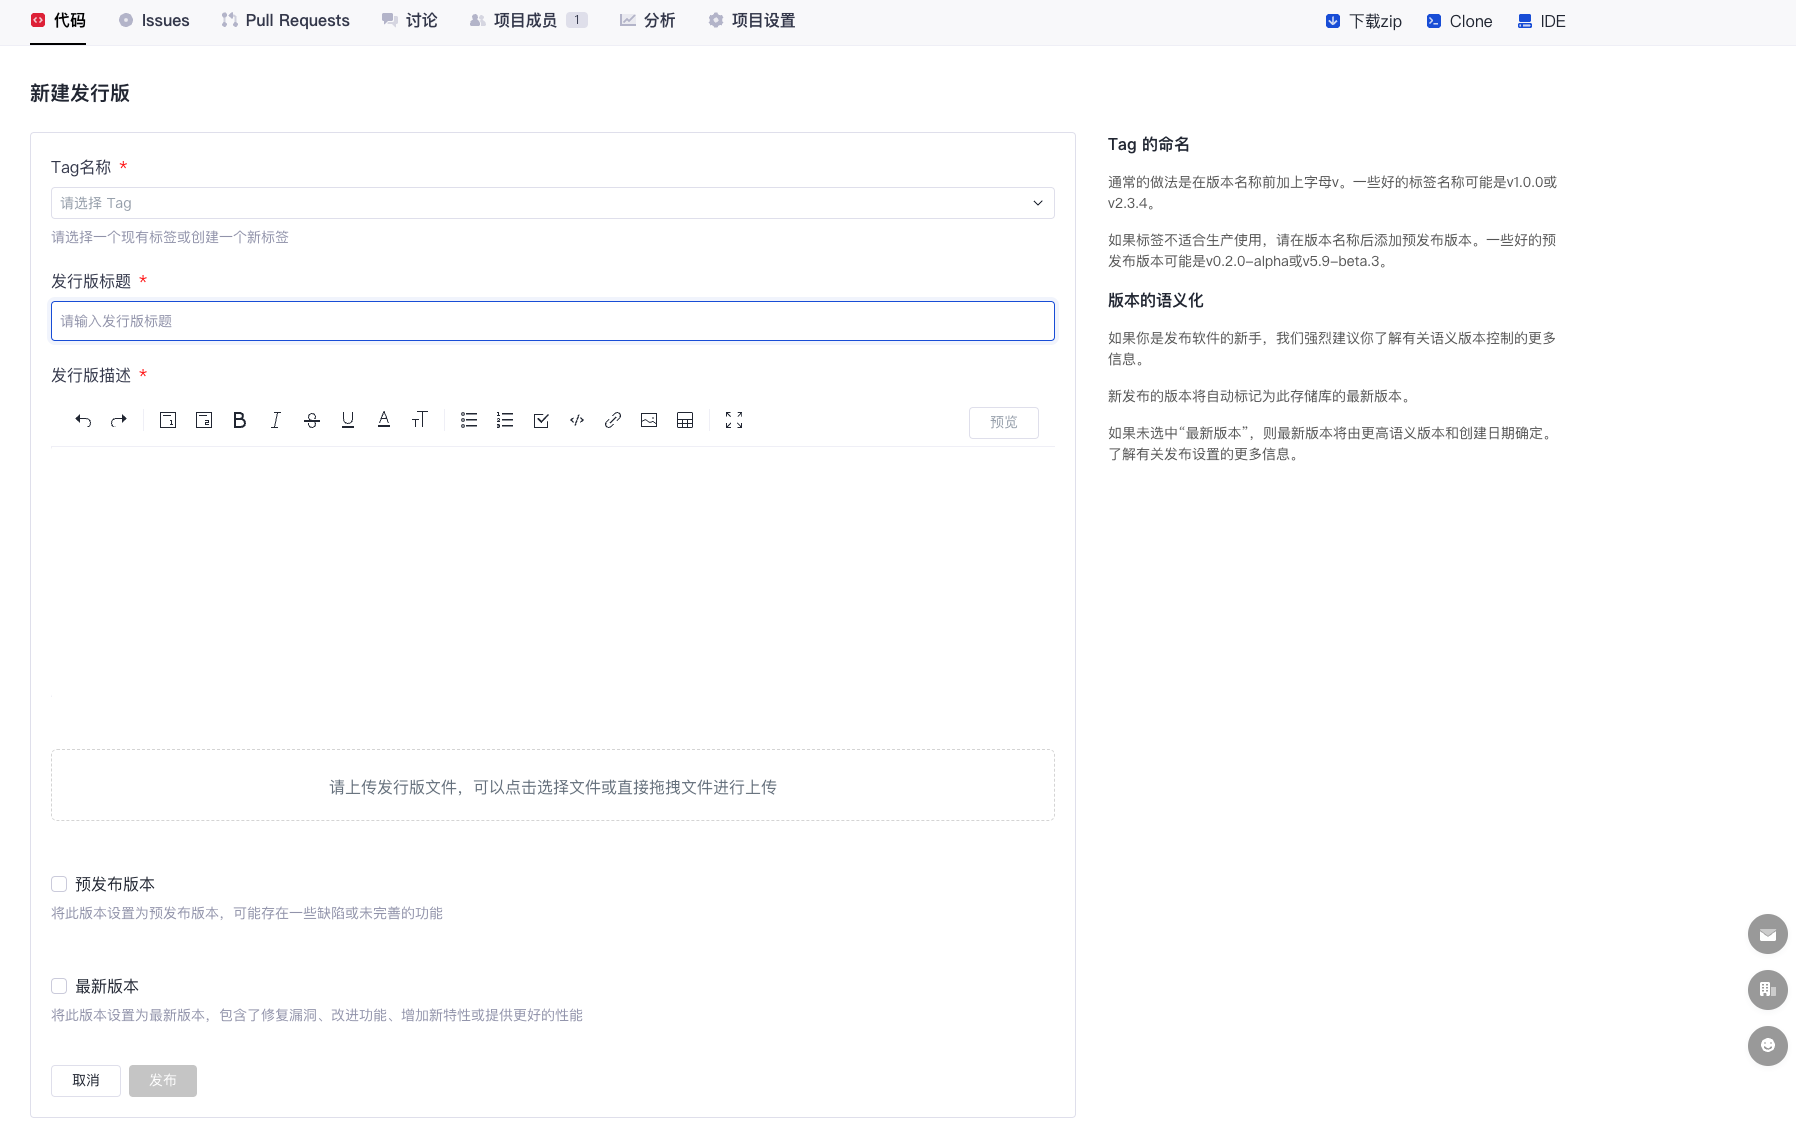 代码 Issues Pull Requests 讨论 项目成员 1 分析 项目设置 下载zip Clone IDE
新建发行版
Tag名称 *
请选择 Tag
请选择一个现有标签或创建一个新标签
发行版标题 *
请输入发行版标题
发行版描述 *
预览
请上传发行版文件，可以点击选择文件或直接拖拽文件进行上传
预发布版本
将此版本设置为预发布版本，可能存在一些缺陷或未完善的功能
最新版本
将此版本设置为最新版本，包含了修复漏洞、改进功能、增加新特性或提供更好的性能
取消 发布
Tag 的命名
通常的做法是在版本名称前加上字母v。一些好的标签名称可能是v1.0.0或
v2.3.4。
如果标签不适合生产使用，请在版本名称后添加预发布版本。一些好的预
发布版本可能是v0.2.0-alpha或v5.9-beta.3。
版本的语义化
如果你是发布软件的新手，我们强烈建议你了解有关语义版本控制的更多
信息。
新发布的版本将自动标记为此存储库的最新版本。
如果未选中“最新版本”，则最新版本将由更高语义版本和创建日期确定。
了解有关发布设置的更多信息。